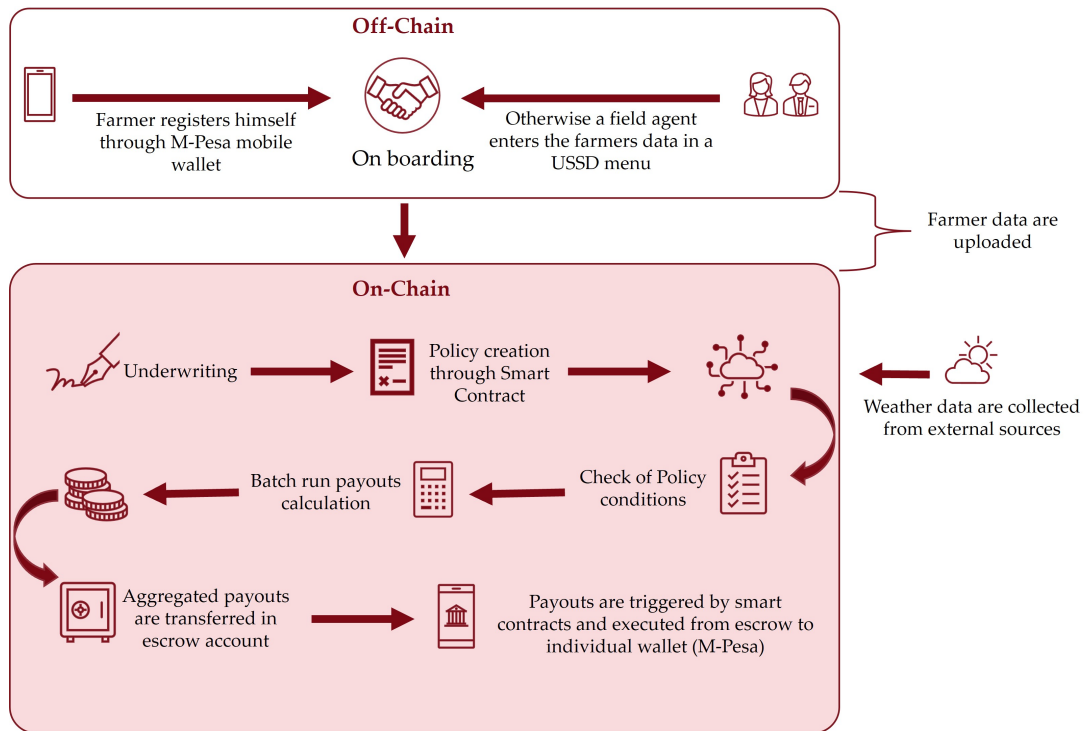 Off-Chain
Farmer registers himself
through M-Pesa mobile
wallet
On boarding
Otherwise a field agent
enters the farmers data in a
USSD menu
Farmer data are
uploaded
On-Chain
Underwriting
Policy creation
through Smart
Contract
Weather data are collected
from external sources
Check of Policy
conditions
Batch run payouts
calculation
Aggregated payouts
are transferred in
escrow account
Payouts are triggered by smart
contracts and executed from escrow to
individual wallet (M-Pesa)